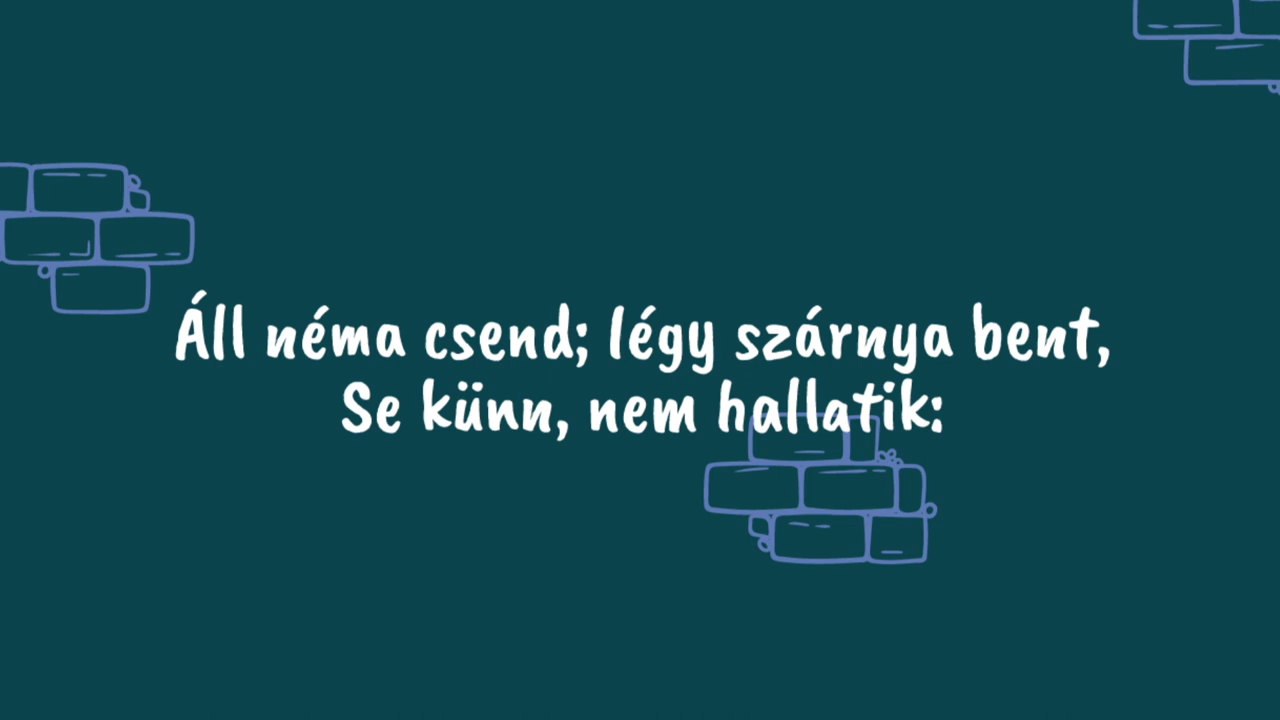 Áll néma csend; légy szárnya bent,
Se künn, nem hallatik: